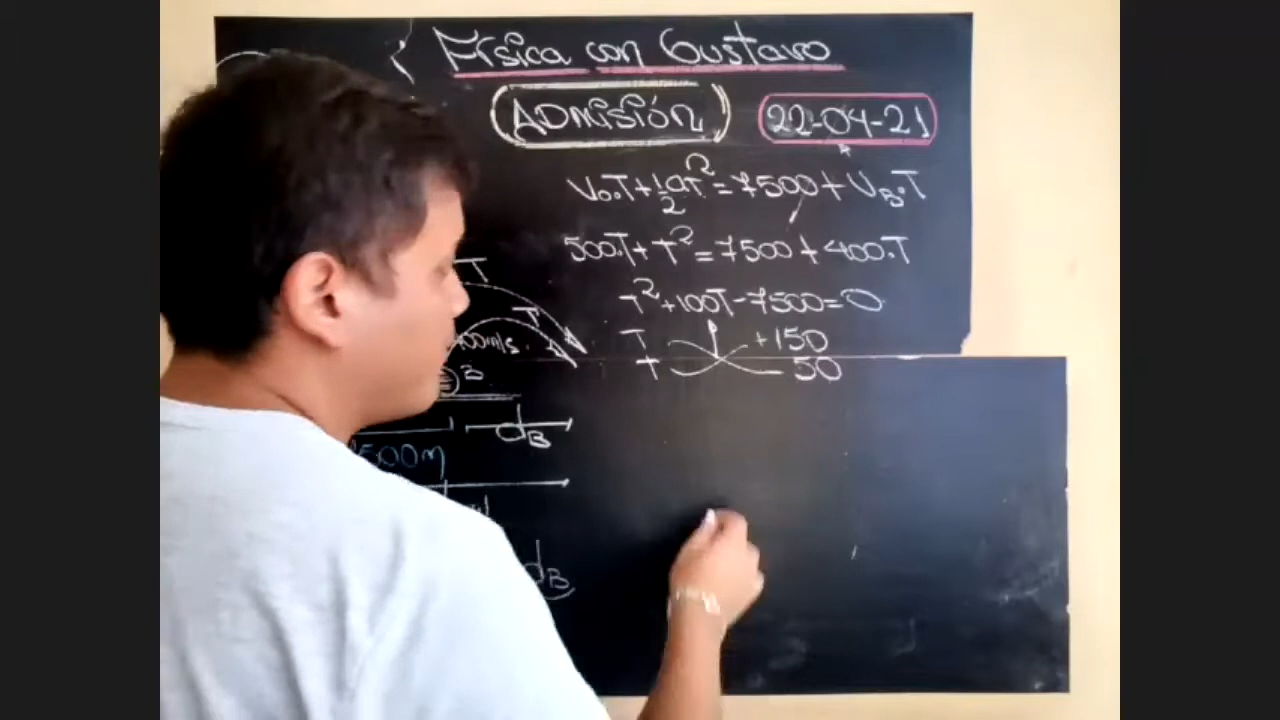 Física con Gustavo
ADMISIÓN
22-04-21
V₀.T+½aT²=7500+V_B.T
500.T+T²=7500+400.T
T²+100T-7500=0
T +150
T 50
T
T
00m/s.
B
d_B
500m
d_B